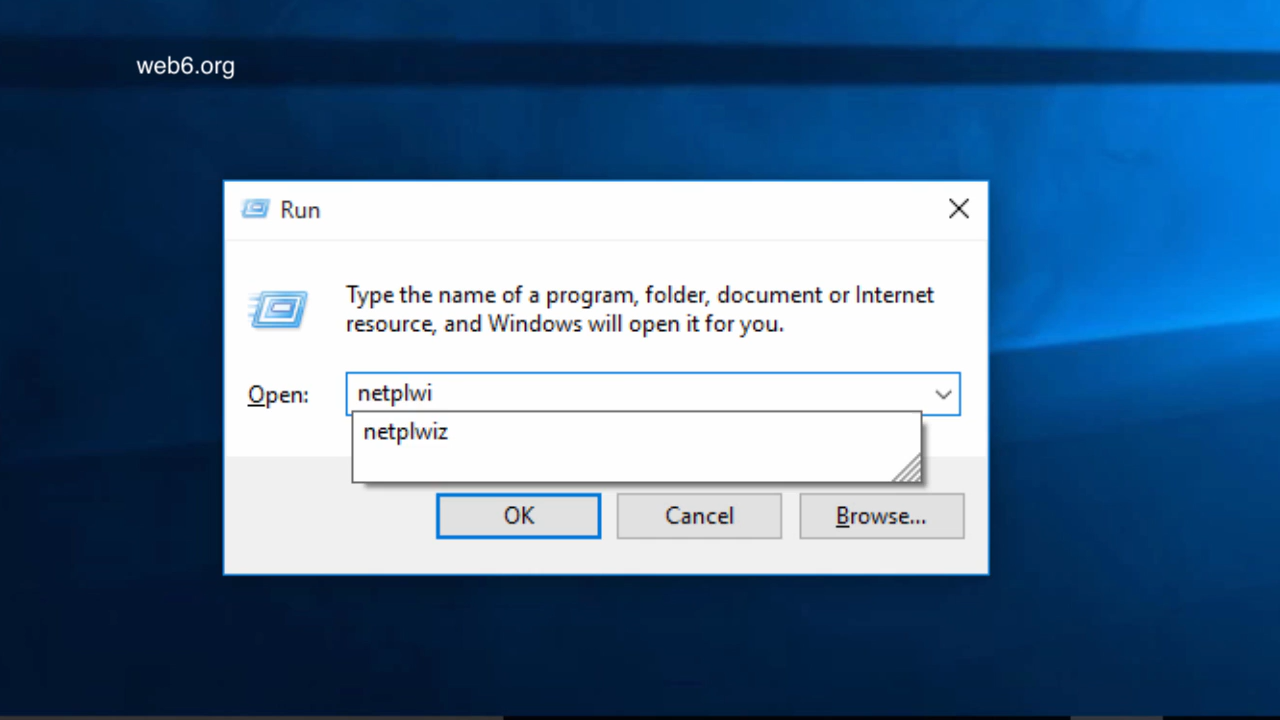 web6.org
Run
Type the name of a program, folder, document or Internet
resource, and Windows will open it for you.
Open: netplwi
netplwiz
OK Cancel Browse...